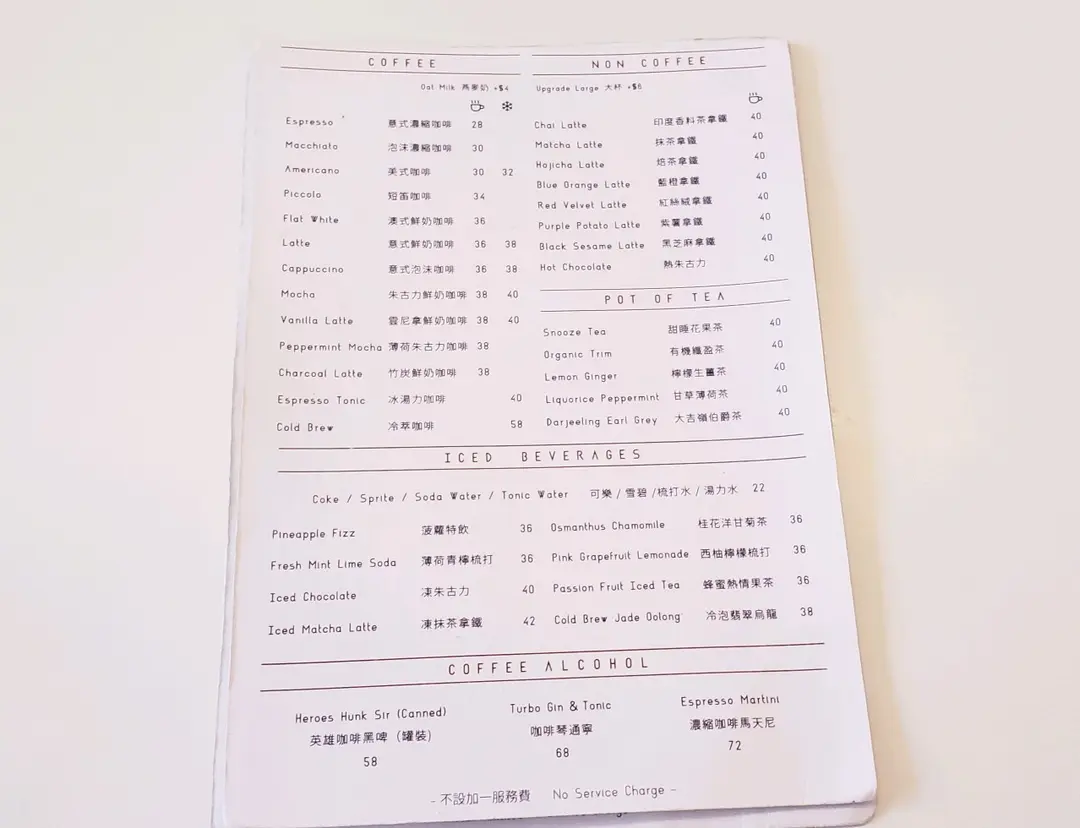 COFFEE
Oat Milk 燕麥奶 +$4
Espresso 意式濃縮咖啡 28
Macchiato 泡沫濃縮咖啡 30
Americano 美式咖啡 30 32
Piccolo 短笛咖啡 34
Flat White 澳式鮮奶咖啡 36
Latte 意式鮮奶咖啡 36 38
Cappuccino 意式泡沫咖啡 36 38
Mocha 朱古力鮮奶咖啡 38 40
Vanilla Latte 雲尼拿鮮奶咖啡 38 40
Peppermint Mocha 薄荷朱古力咖啡 38
Charcoal Latte 竹炭鮮奶咖啡 38
Espresso Tonic 冰湯力咖啡 40
Cold Brew 冷萃咖啡 58
NON COFFEE
Upgrade Large 大杯 +$6
Chai Latte 印度香料茶拿鐵 40
Matcha Latte 抹茶拿鐵 40
Hojicha Latte 焙茶拿鐵 40
Blue Orange Latte 藍橙拿鐵 40
Red Velvet Latte 紅絲絨拿鐵 40
Purple Potato Latte 紫薯拿鐵 40
Black Sesame Latte 黑芝麻拿鐵 40
Hot Chocolate 熱朱古力 40
POT OF TEA
Snooze Tea 甜睡花果茶 40
Organic Trim 有機纖盈茶 40
Lemon Ginger 檸檬生薑茶 40
Liquorice Peppermint 甘草薄荷茶 40
Darjeeling Earl Grey 大吉嶺伯爵茶 40
ICED BEVERAGES
Coke / Sprite / Soda Water / Tonic Water 可樂 / 雪碧 / 梳打水 / 湯力水 22
Pineapple Fizz 菠蘿特飲 36
Fresh Mint Lime Soda 薄荷青檸梳打 36
Iced Chocolate 凍朱古力 40
Iced Matcha Latte 凍抹茶拿鐵 42
Osmanthus Chamomile 桂花洋甘菊茶 36
Pink Grapefruit Lemonade 西柚檸檬梳打 36
Passion Fruit Iced Tea 蜂蜜熱情果茶 36
Cold Brew Jade Oolong 冷泡翡翠烏龍 38
COFFEE ALCOHOL
Heroes Hunk Sir (Canned)
英雄咖啡黑啤 (罐裝)
58
Turbo Gin & Tonic
咖啡琴通寧
68
Espresso Martini
濃縮咖啡馬天尼
72
- 不設加一服務費 No Service Charge -